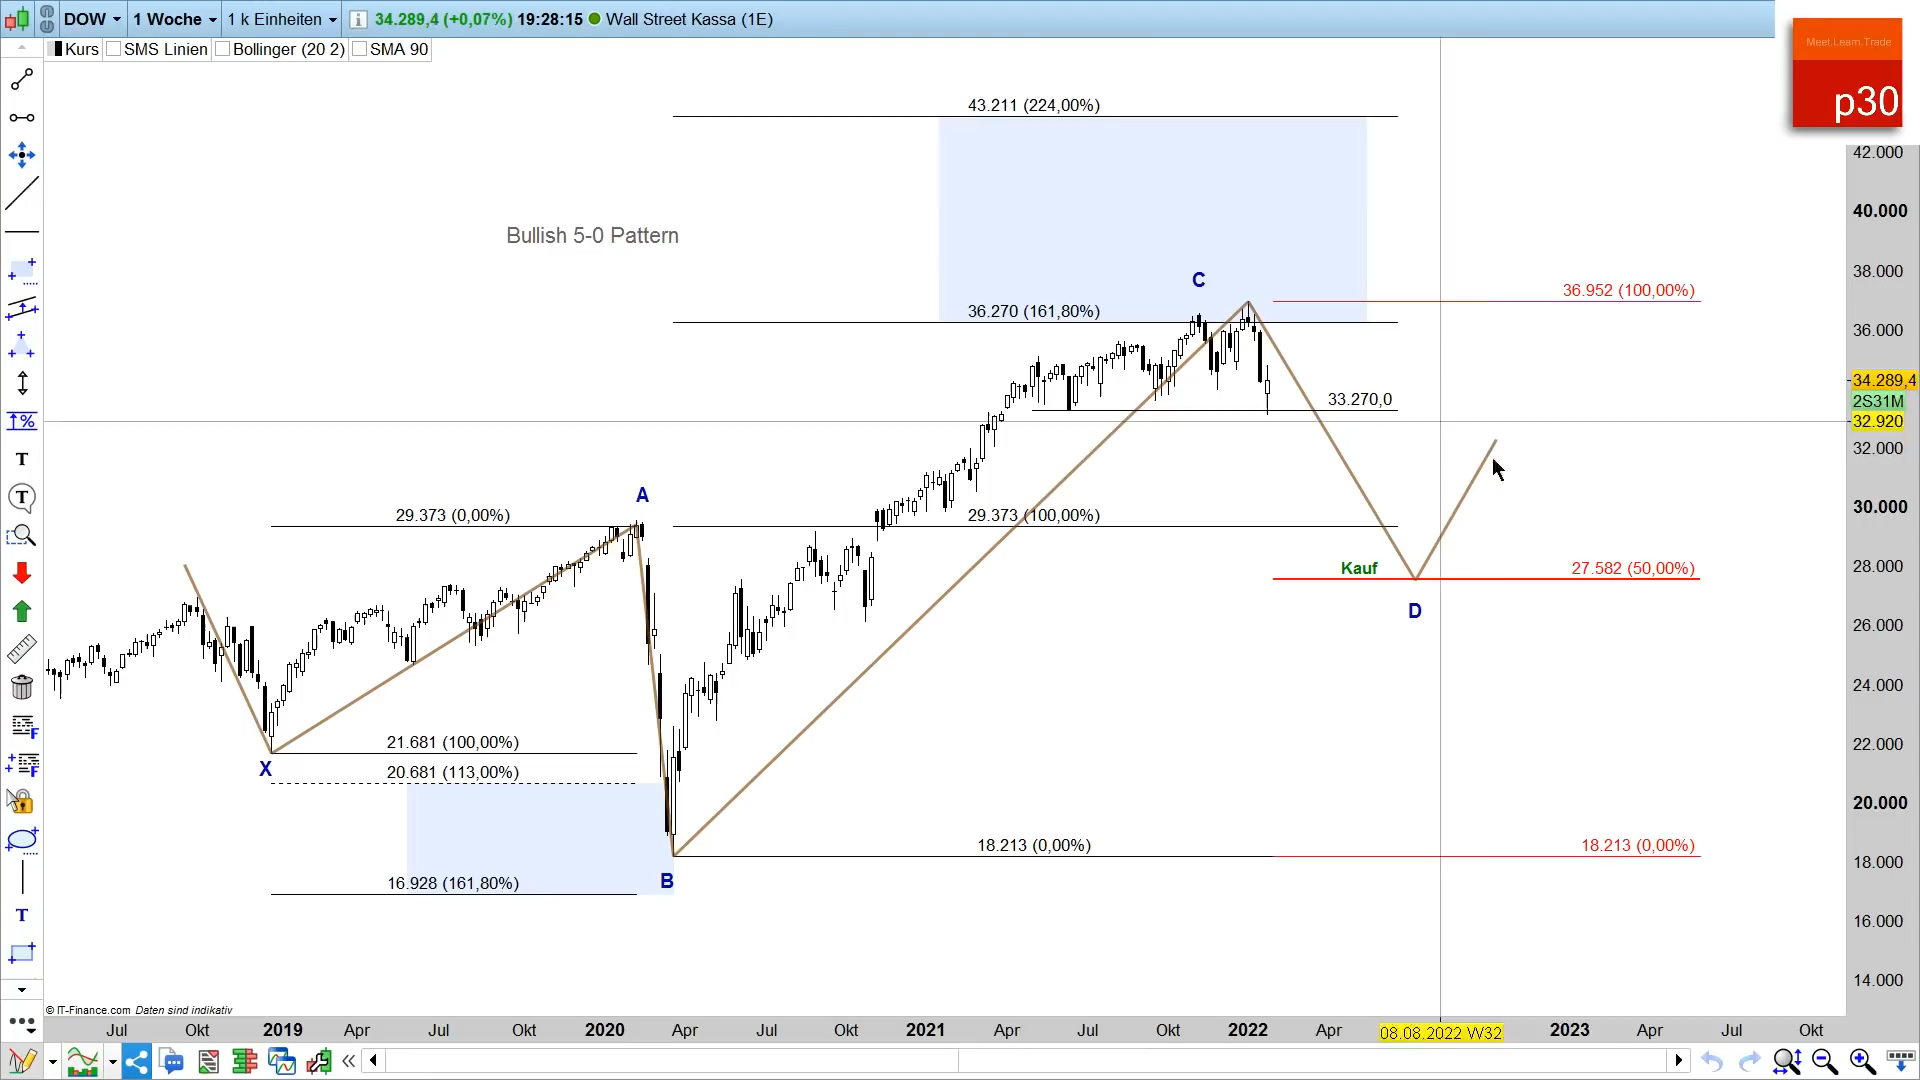 DOW 1 Woche 1 k Einheiten 34.289,4 (+0,07%) 19:28:15 Wall Street Kassa (1E)
Kurs SMS Linien Bollinger (20 2) SMA 90
Meet.Learn.Trade
p30
43.211 (224,00%)
42.000
Bullish 5-0 Pattern
40.000
C
38.000
36.952 (100,00%)
36.270 (161,80%)
36.000
34.289,4
33.270,0
2S31M
32.920
32.000
A
29.373 (0,00%)
29.373 (100,00%)
30.000
Kauf
27.582 (50,00%)
28.000
D
26.000
24.000
21.681 (100,00%)
22.000
X
20.681 (113,00%)
20.000
18.213 (0,00%)
18.213 (0,00%)
18.000
16.928 (161,80%)
B
16.000
14.000
© IT-Finance.com Daten sind indikativ
Jul Okt 2019 Apr Jul Okt 2020 Apr Jul Okt 2021 Apr Jul Okt 2022 Apr 08.08.2022 W32 2023 Apr Jul Okt